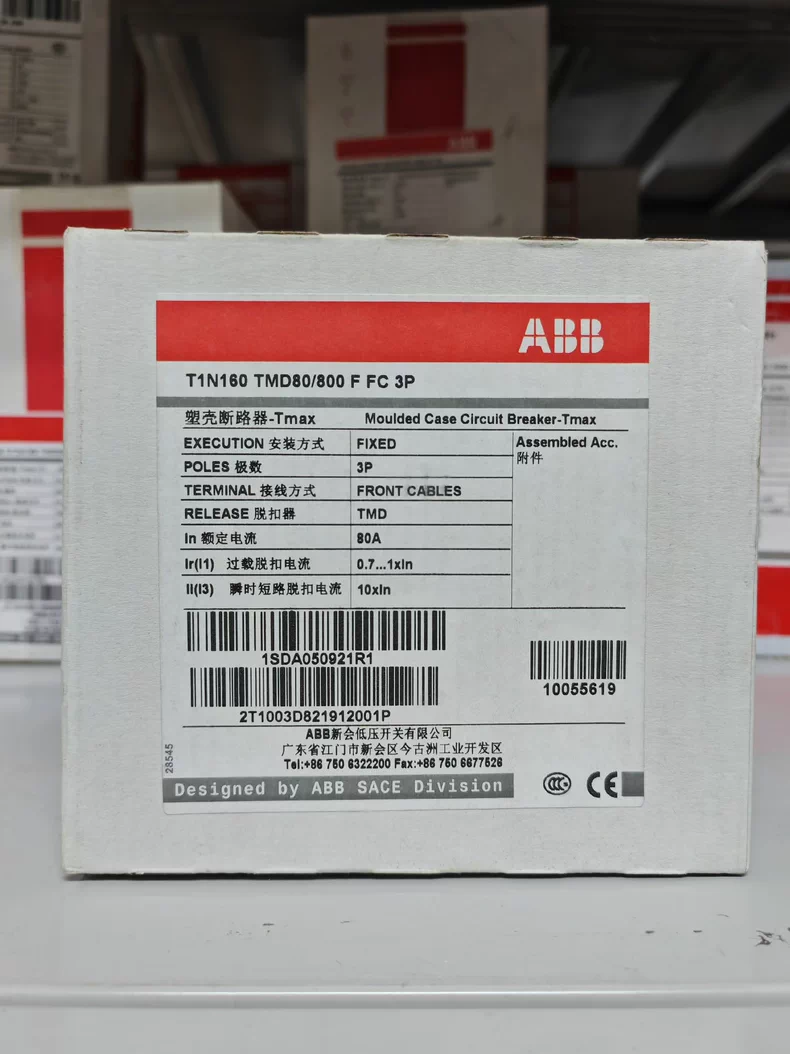 ABB
ABB
T1N160 TMD80/800 F FC 3P
塑壳断路器-Tmax Moulded Case Circuit Breaker-Tmax
EXECUTION 安装方式 FIXED Assembled Acc.
附件
POLES 极数 3P
TERMINAL 接线方式 FRONT CABLES
RELEASE 脱扣器 TMD
In 额定电流 80A
Ir(I1) 过载脱扣电流 0.7...1xIn
Ii(I3) 瞬时短路脱扣电流 10xIn
1SDA050921R1
10055619
2T1003D821912001P
ABB新会低压开关有限公司
广东省江门市新会区今古洲工业开发区
Tel:+86 750 6322200 Fax:+86 750 6677526
28545
Designed by ABB SACE Division
CCC CE